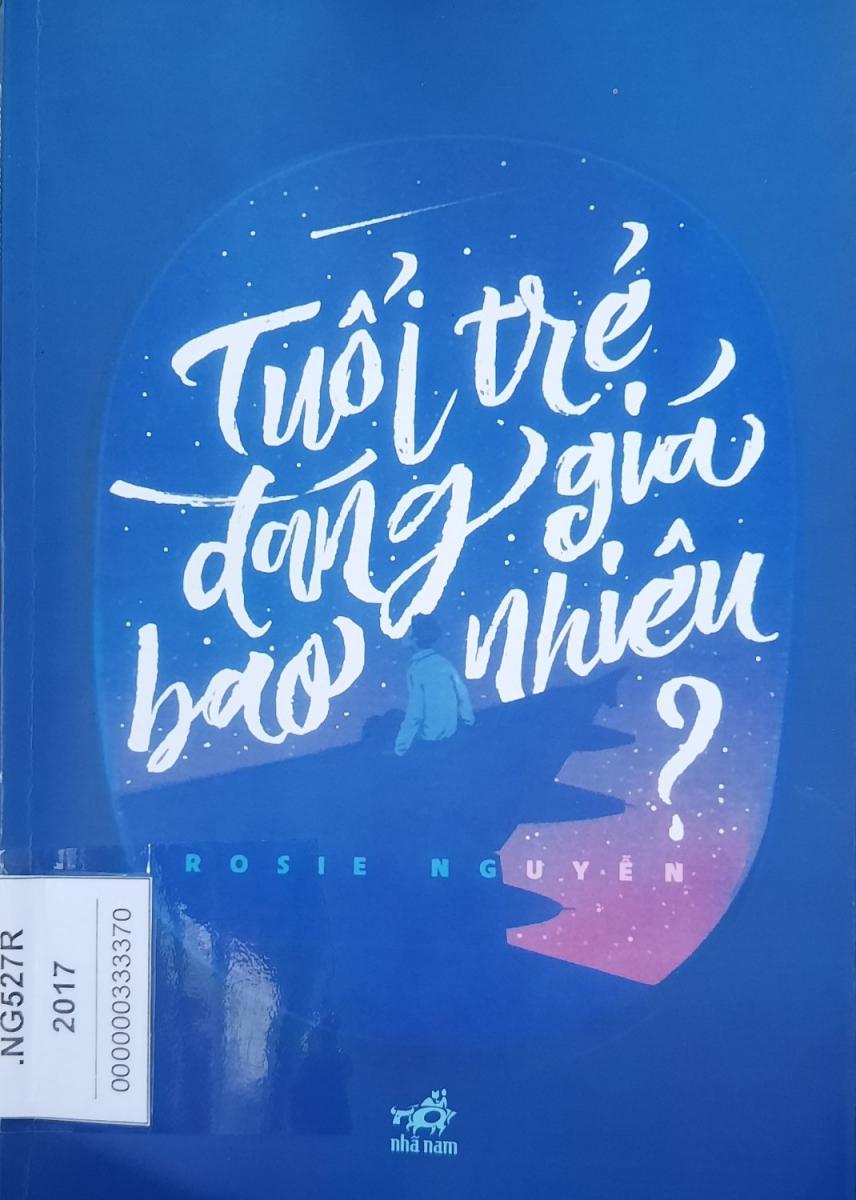 Tuổi trẻ
đáng giá
bao nhiêu
?
ROSIE NGUYỄN
.NG527R
2017
000000333370
nhã nam